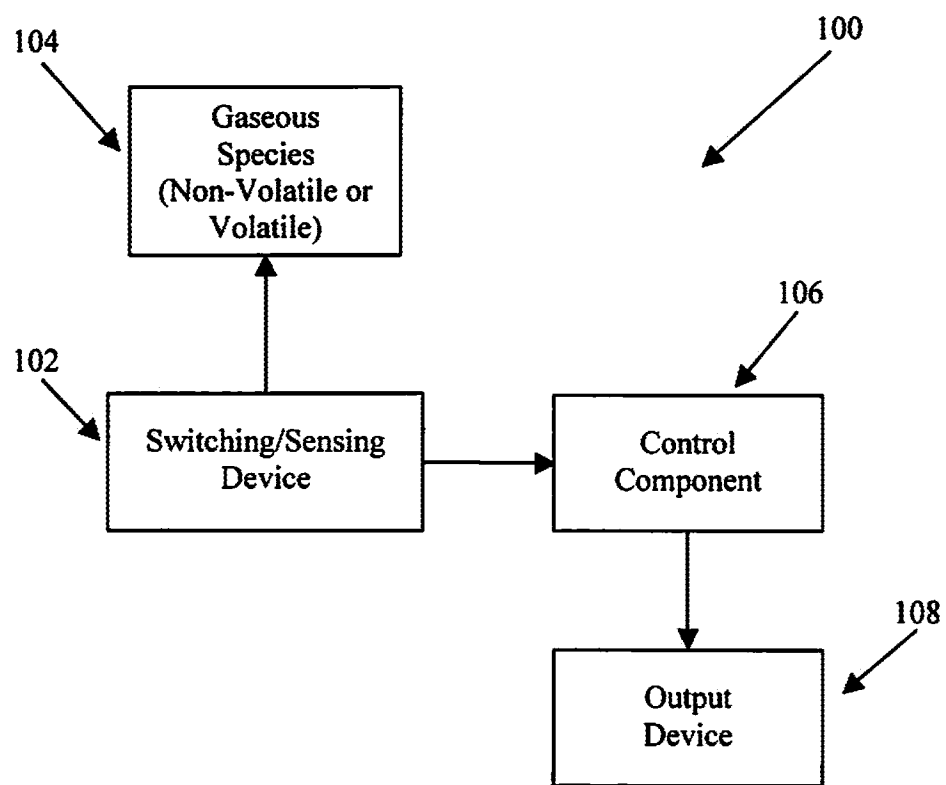 104
100
Gaseous
Species
(Non-Volatile or
Volatile)
106
102
Switching/Sensing
Device
Control
Component
108
Output
Device